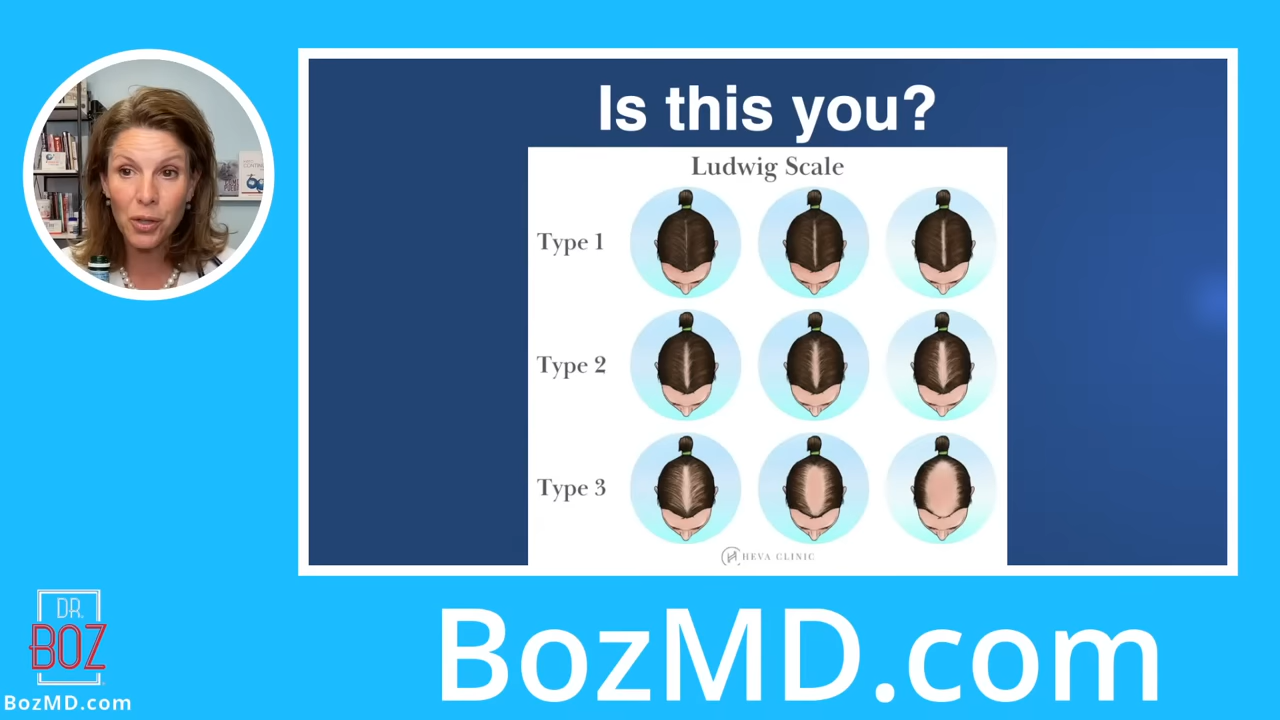 Is this you?
Ludwig Scale
Type 1
Type 2
Type 3
HEVA CLINIC
DR.
BOZ
BozMD.com
BozMD.com